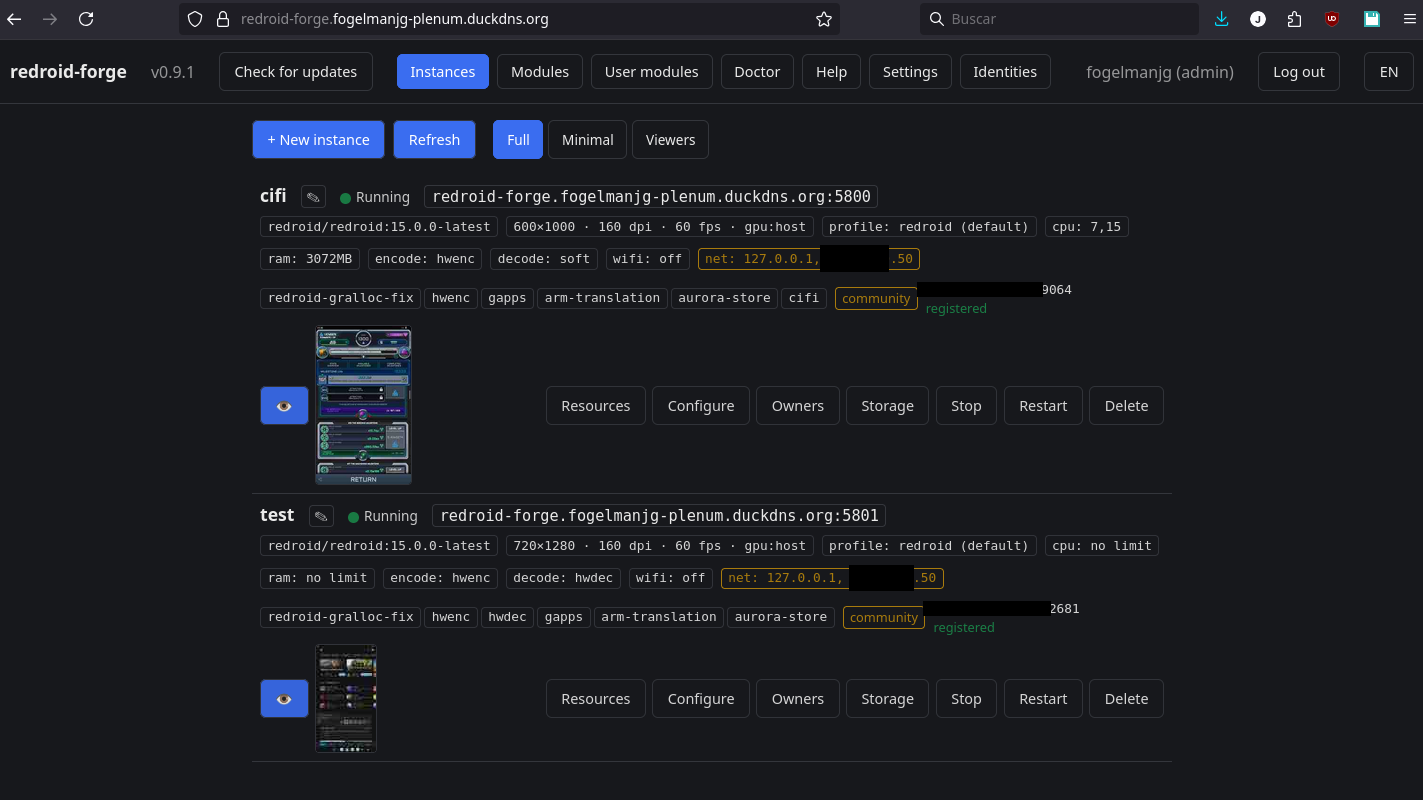 redroid-forge.fogelmanjg-plenum.duckdns.org
Buscar
redroid-forge v0.9.1 Check for updates Instances Modules User modules Doctor Help Settings Identities fogelmanjg (admin) Log out EN
+ New instance Refresh Full Minimal Viewers
cifi ✎ Running redroid-forge.fogelmanjg-plenum.duckdns.org:5800
redroid/redroid:15.0.0-latest 600×1000 · 160 dpi · 60 fps · gpu:host profile: redroid (default) cpu: 7,15
ram: 3072MB encode: hwenc decode: soft wifi: off net: 127.0.0.1, .50
redroid-gralloc-fix hwenc gapps arm-translation aurora-store cifi community 9064
registered
RETURN
Resources Configure Owners Storage Stop Restart Delete
test ✎ Running redroid-forge.fogelmanjg-plenum.duckdns.org:5801
redroid/redroid:15.0.0-latest 720×1280 · 160 dpi · 60 fps · gpu:host profile: redroid (default) cpu: no limit
ram: no limit encode: hwenc decode: hwdec wifi: off net: 127.0.0.1, .50
redroid-gralloc-fix hwenc hwdec gapps arm-translation aurora-store community 2681
registered
Resources Configure Owners Storage Stop Restart Delete